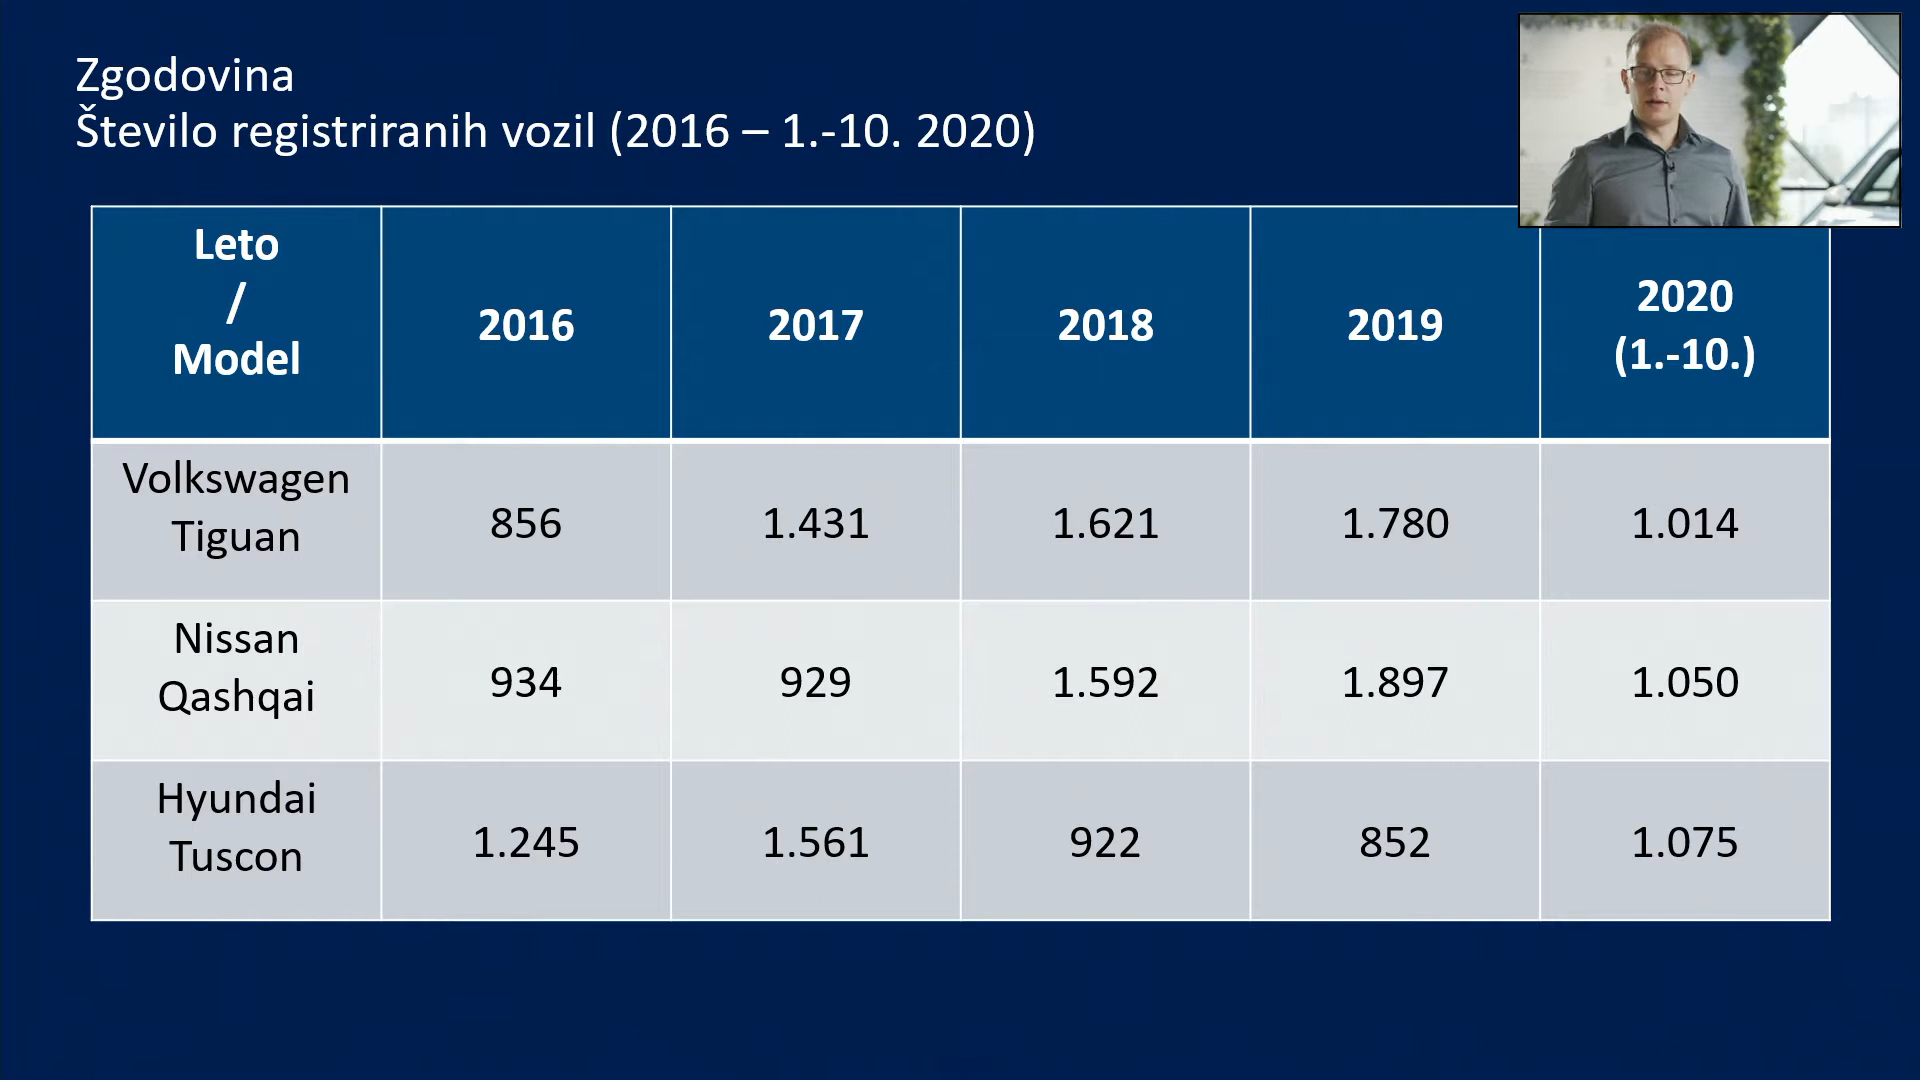 Zgodovina
Število registriranih vozil (2016 – 1.-10. 2020)
Leto
/
Model
2016
2017
2018
2019
2020
(1.-10.)
Volkswagen
Tiguan
856
1.431
1.621
1.780
1.014
Nissan
Qashqai
934
929
1.592
1.897
1.050
Hyundai
Tuscon
1.245
1.561
922
852
1.075